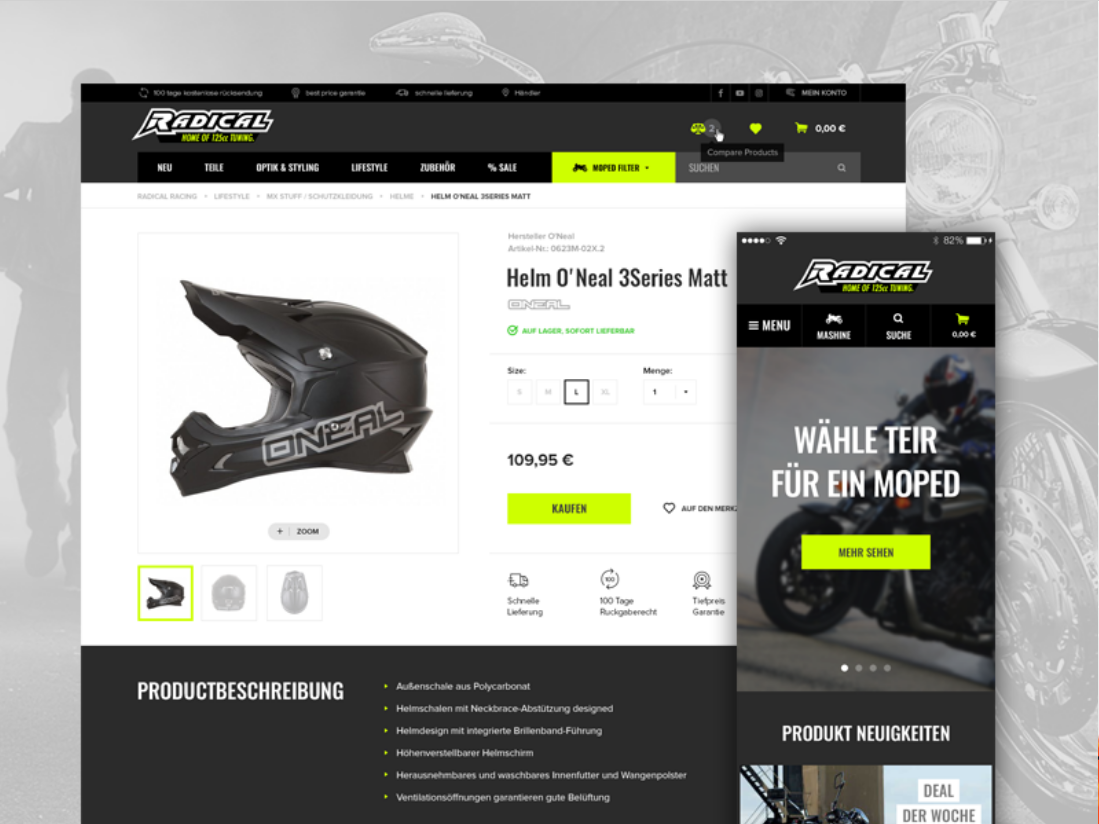 100 tage kostenlose rücksendung
best price garantie
schnelle lieferung
Händler
MEIN KONTO
RADICAL
HOME OF 125cc TUNING.
2
0,00 €
Compare Products
NEU
TEILE
OPTIK & STYLING
LIFESTYLE
ZUBEHÖR
% SALE
MOPED FILTER
SUCHEN
RADICAL RACING • LIFESTYLE • MX STUFF / SCHUTZKLEIDUNG • HELME • HELM O'NEAL 3SERIES MATT
Hersteller O'Neal
Artikel-Nr.: 0623M-02X.2
Helm O'Neal 3Series Matt
ONEAL
AUF LAGER. SOFORT LIEFERBAR
Size:
Menge:
S M L XL
1
109,95 €
KAUFEN
AUF DEN
ONEAL
+ | ZOOM
Schnelle
Lieferung
100
100 Tage
Ruckgaberecht
Tiefpreis
Garantie
PRODUCTBESCHREIBUNG
Außenschale aus Polycarbonat
Helmschalen mit Neckbrace-Abstützung designed
Helmdesign mit integrierte Brillenband-Führung
Höhenverstellbarer Helmschirm
Herausnehmbares und waschbares Innenfutter und Wangenpolster
Ventilationsöffnungen garantieren gute Belüftung
82%
RADICAL
HOME OF 125cc TUNING.
MENU
MASHINE
SUCHE
0,00 €
WÄHLE TEIR
FÜR EIN MOPED
MEHR SEHEN
PRODUKT NEUIGKEITEN
DEAL
DER WOCHE